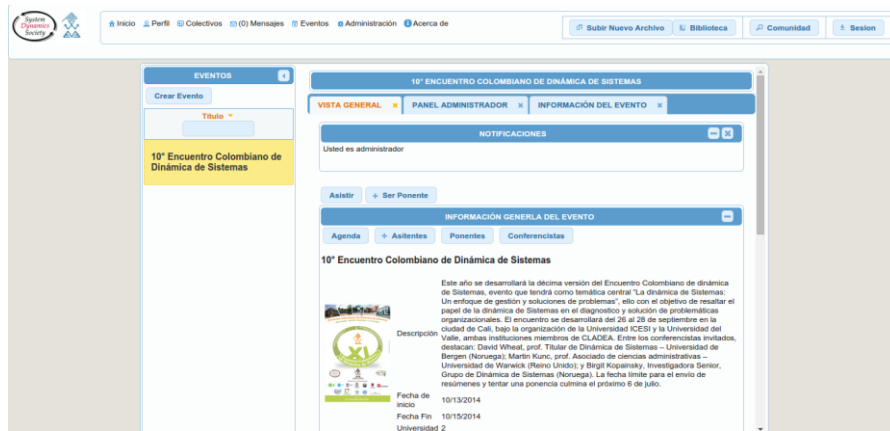 System
Dynamics
Society
Inicio Perfil Colectivos (0) Mensajes Eventos Administración Acerca de
Subir Nuevo Archivo Biblioteca Comunidad Sesion
EVENTOS
Crear Evento
Título
10° Encuentro Colombiano de
Dinámica de Sistemas
10° ENCUENTRO COLOMBIANO DE DINÁMICA DE SISTEMAS
VISTA GENERAL PANEL ADMINISTRADOR INFORMACIÓN DEL EVENTO
NOTIFICACIONES
Usted es administrador
Asistir + Ser Ponente
INFORMACIÓN GENERLA DEL EVENTO
Agenda + Asitentes Ponentes Conferencistas
10° Encuentro Colombiano de Dinámica de Sistemas
Descripción
Este año se desarrollará la décima versión del Encuentro Colombiano de dinámica
de Sistemas, evento que tendrá como temática central "La dinámica de Sistemas:
Un enfoque de gestión y soluciones de problemas", ello con el objetivo de resaltar el
papel de la dinámica de Sistemas en el diagnostico y solución de problemáticas
organizacionales. El encuentro se desarrollará del 26 al 28 de septiembre en la
ciudad de Cali, bajo la organización de la Universidad ICESI y la Universidad del
Valle, ambas instituciones miembros de CLADEA. Entre los conferencistas invitados,
destacan: David Wheat, prof. Titular de Dinámica de Sistemas – Universidad de
Bergen (Noruega); Martin Kunc, prof. Asociado de ciencias administrativas –
Universidad de Warwick (Reino Unido); y Birgit Kopainsky, Investigadora Senior,
Grupo de Dinámica de Sistemas (Noruega). La fecha límite para el envío de
resúmenes y tentar una ponencia culmina el próximo 6 de julio.
XI
Fecha de
inicio 10/13/2014
Fecha Fin 10/15/2014
Universidad 2